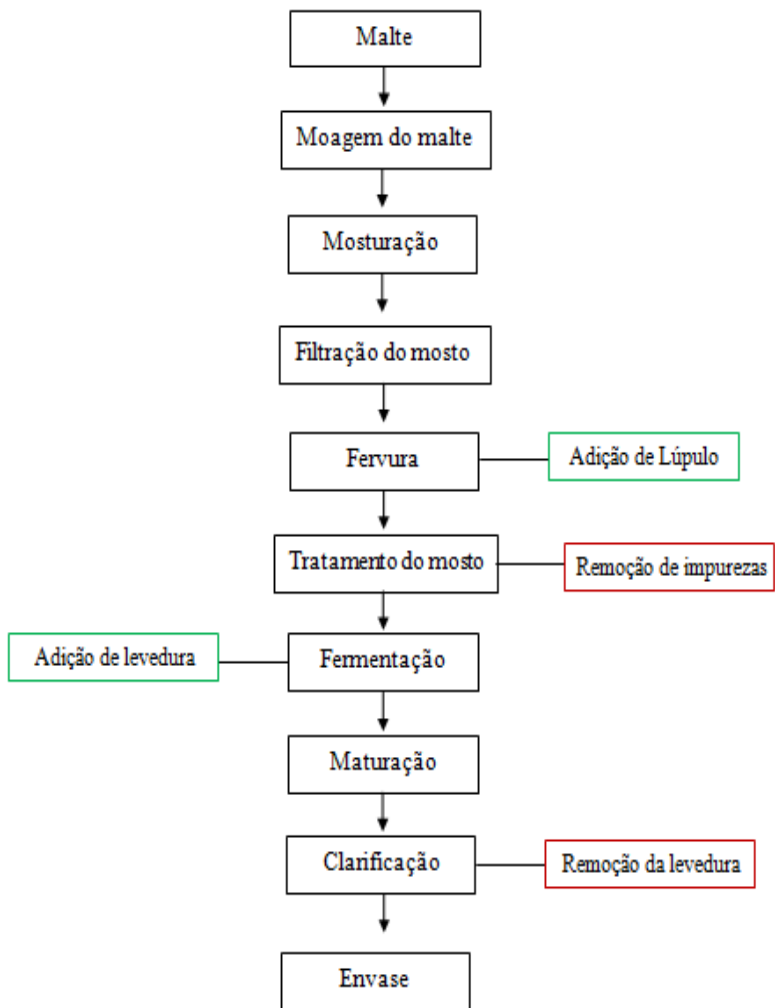 Malte
Moagem do malte
Mosturação
Filtração do mosto
Fervura
Adição de Lúpulo
Tratamento do mosto
Remoção de impurezas
Adição de levedura
Fermentação
Maturação
Clarificação
Remoção da levedura
Envase